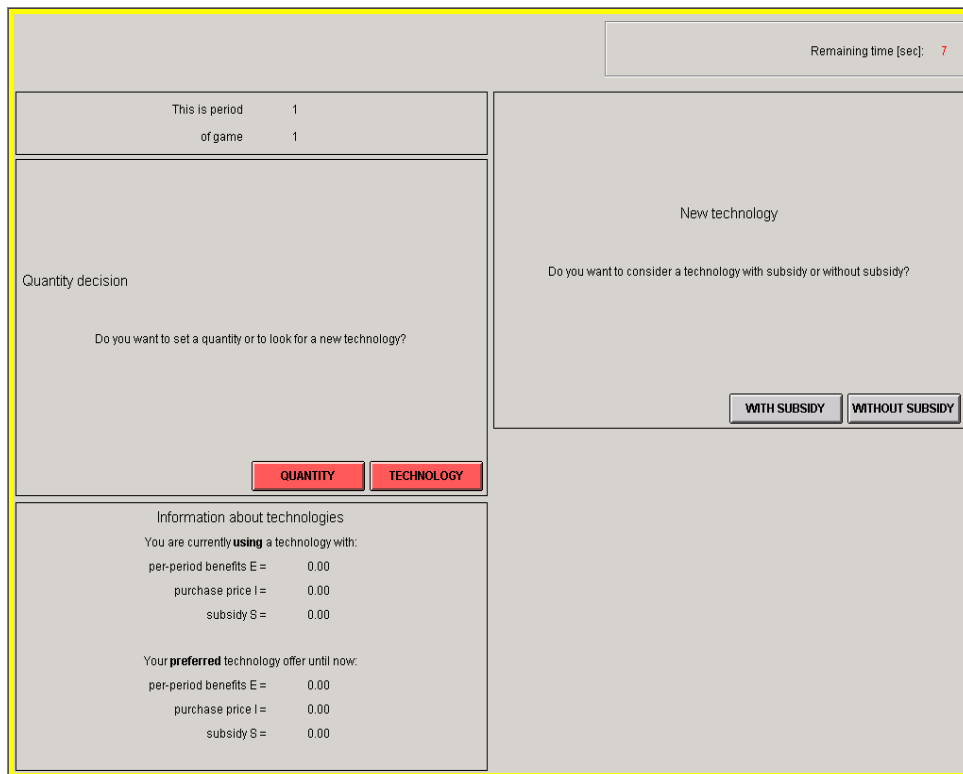 Remaining time [sec]: 7
This is period 1
of game 1
Quantity decision
Do you want to set a quantity or to look for a new technology?
QUANTITY TECHNOLOGY
New technology
Do you want to consider a technology with subsidy or without subsidy?
WITH SUBSIDY WITHOUT SUBSIDY
Information about technologies
You are currently using a technology with:
per-period benefits E = 0.00
purchase price I = 0.00
subsidy S = 0.00
Your preferred technology offer until now:
per-period benefits E = 0.00
purchase price I = 0.00
subsidy S = 0.00